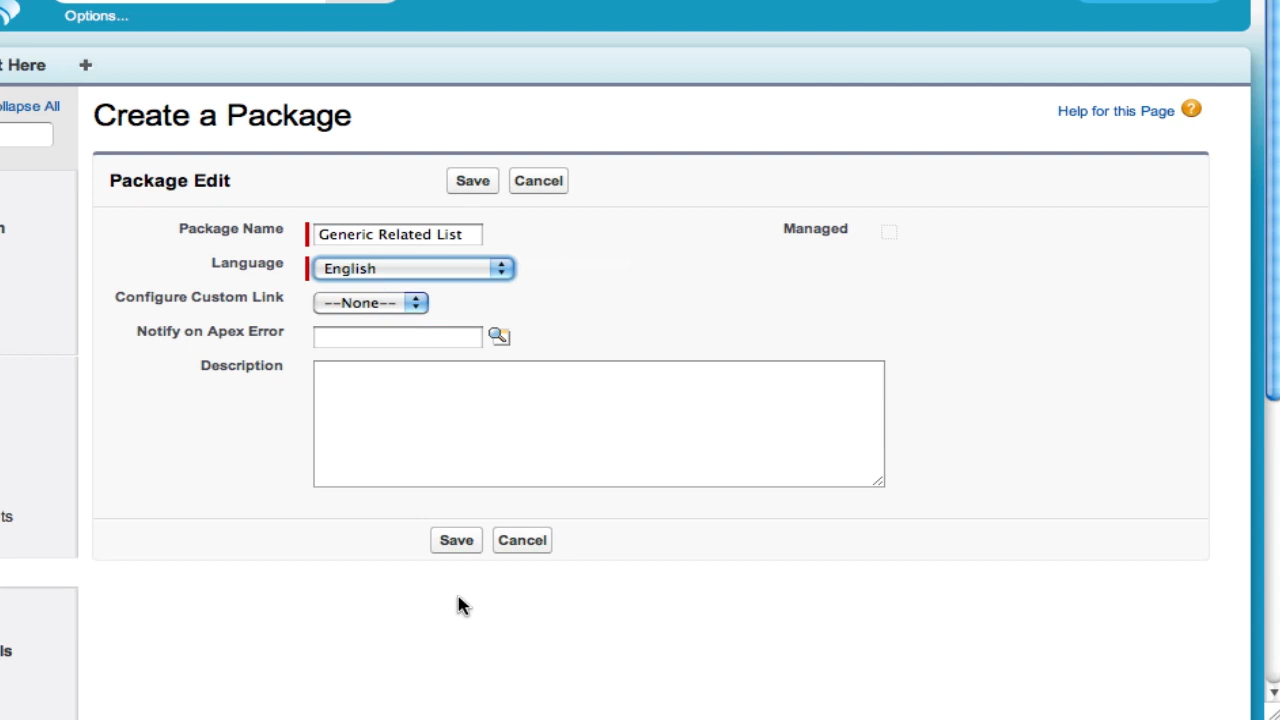 Options...
t Here +
ollapse All
Create a Package
Help for this Page ?
Package Edit
Save Cancel
Package Name
Generic Related List
Managed
Language
English
Configure Custom Link
--None--
Notify on Apex Error
Description
Save Cancel
n
ts
ls